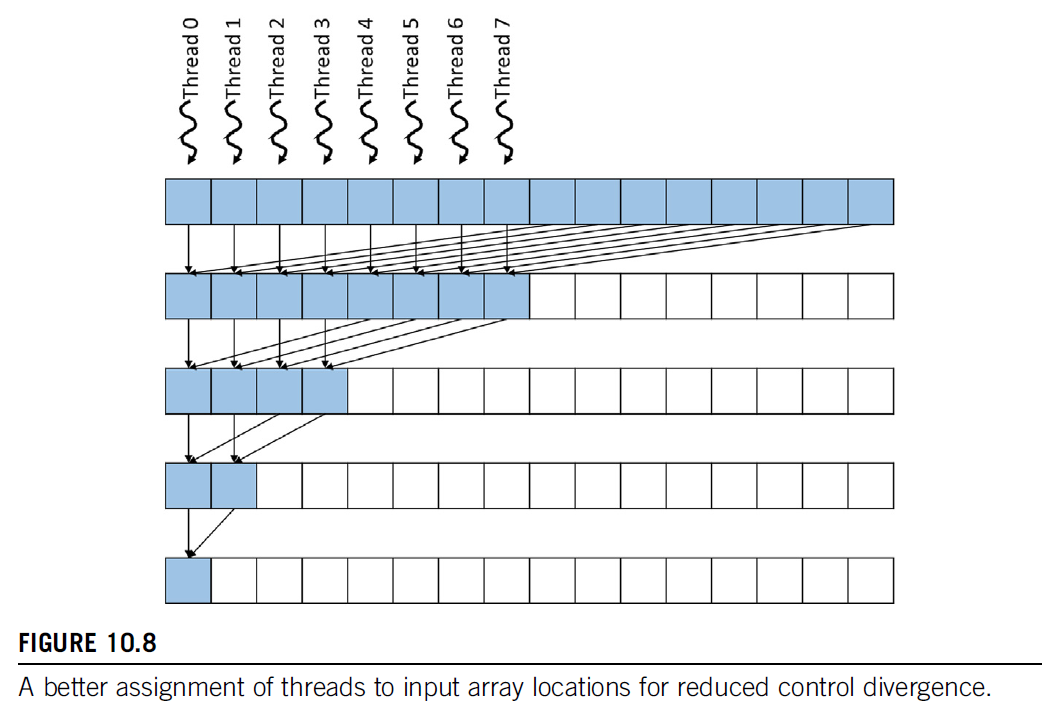 Thread 0
Thread 1
Thread 2
Thread 3
Thread 4
Thread 5
Thread 6
Thread 7
FIGURE 10.8
A better assignment of threads to input array locations for reduced control divergence.